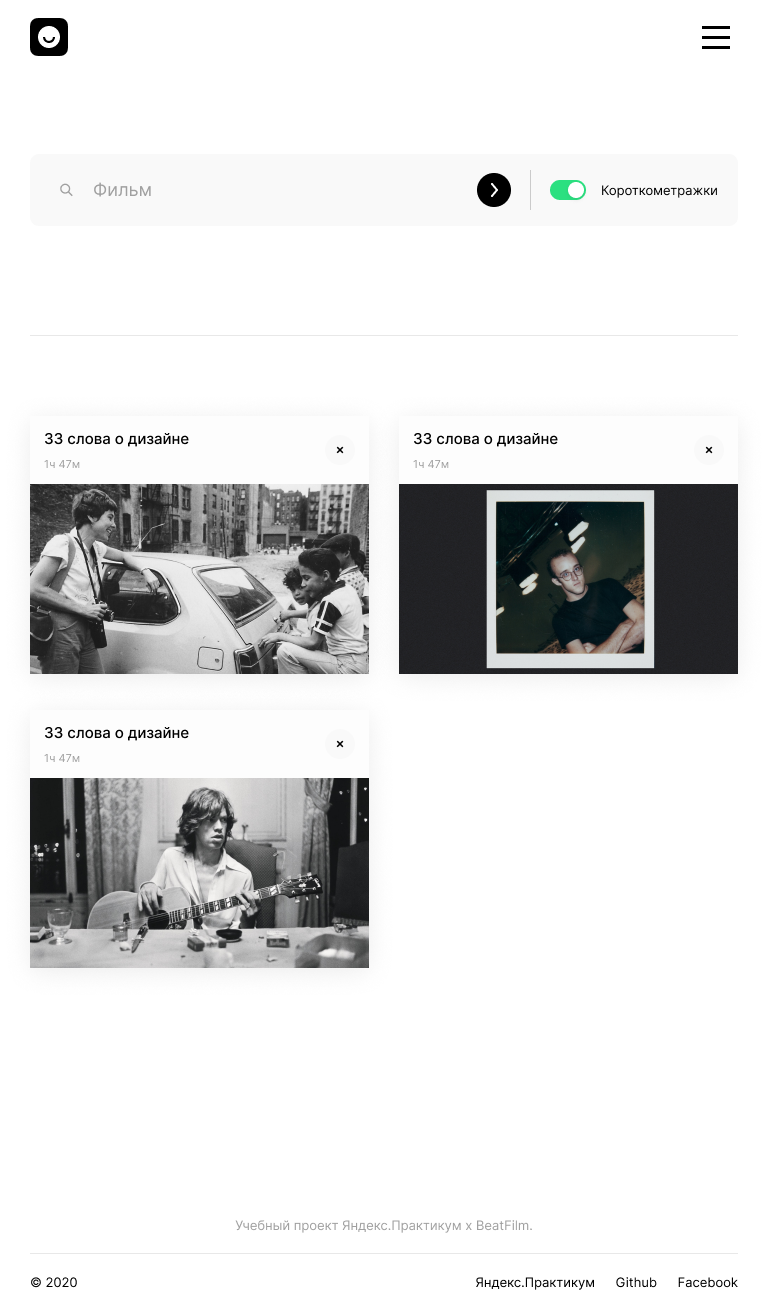 Фильм
Короткометражки
33 слова о дизайне
1ч 47м
33 слова о дизайне
1ч 47м
33 слова о дизайне
1ч 47м
Учебный проект Яндекс.Практикум х BeatFilm.
© 2020
Яндекс.Практикум Github Facebook